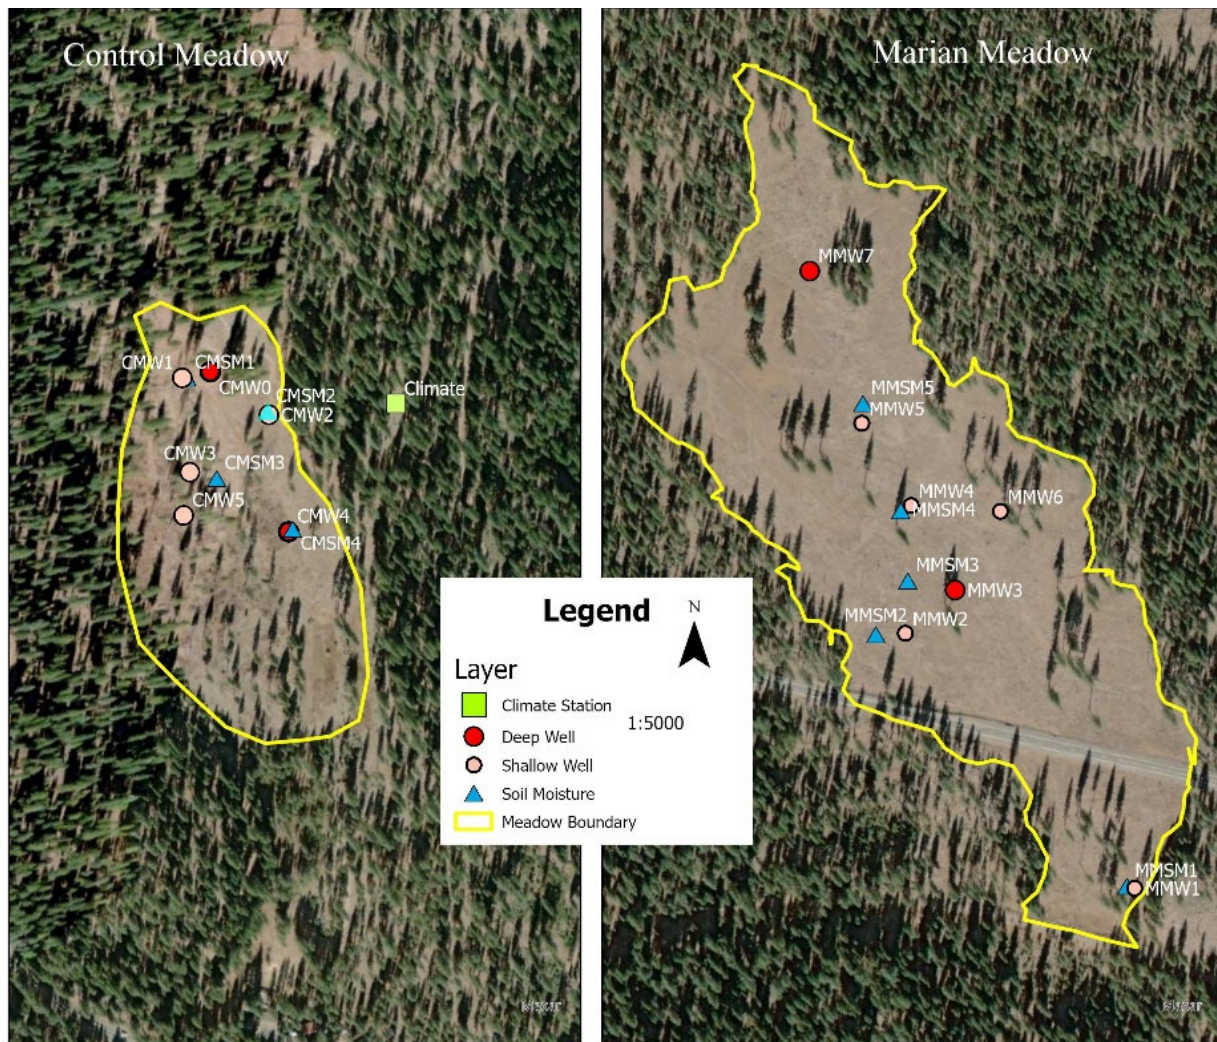 Control Meadow
CMW1
CMSM1
CMW0
CMSM2
CMW2
Climate
CMW3
CMSM3
CMW5
CMW4
CMSM4
Marian Meadow
MMW7
MMSM5
MMW5
MMW4
MMW6
MMSM4
MMSM3
MMW3
MMSM2
MMW2
MMSM1
MMW1
Legend
N
Layer
Climate Station
1:5000
Deep Well
Shallow Well
Soil Moisture
Meadow Boundary